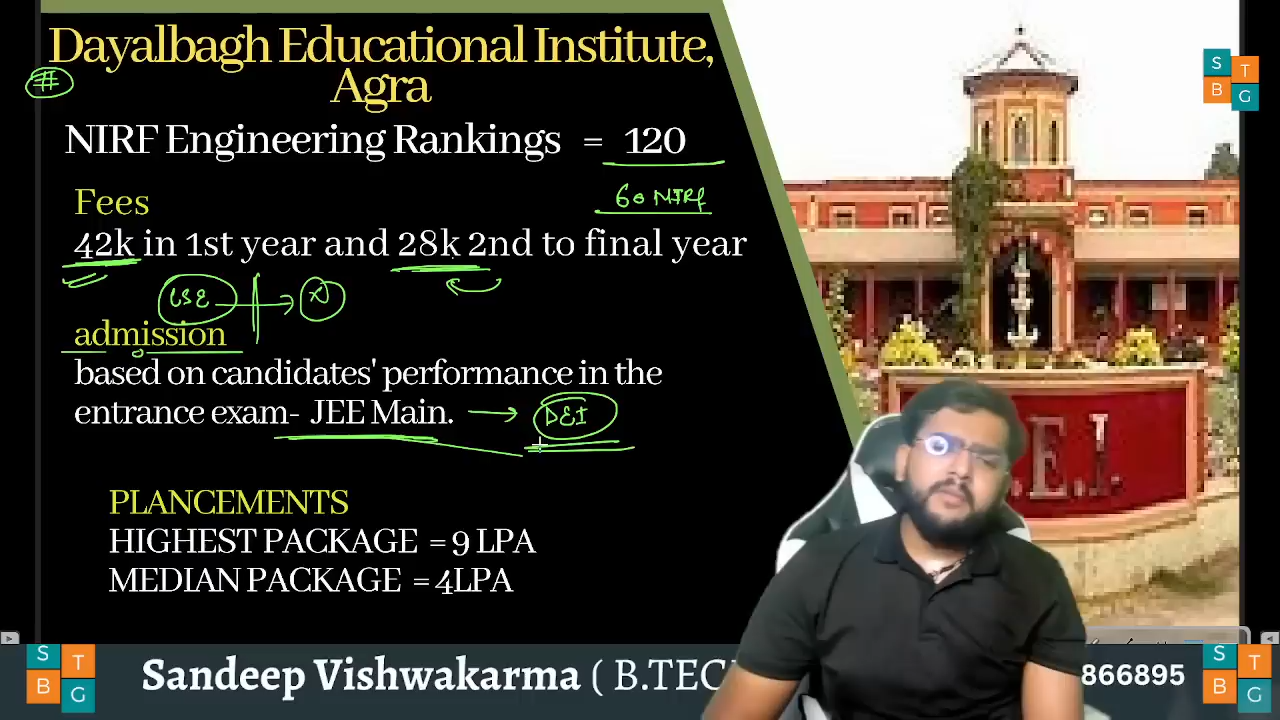 Dayalbagh Educational Institute,
Agra
#
NIRF Engineering Rankings = 120
60 NIRF
Fees
42k in 1st year and 28k 2nd to final year
admission
based on candidates' performance in the
entrance exam- JEE Main.
DEI
PLANCEMENTS
HIGHEST PACKAGE = 9 LPA
MEDIAN PACKAGE = 4LPA
S T
B G
.E.I.
S T
B G
Sandeep Vishwakarma ( B.TEC
866895
S T
B G